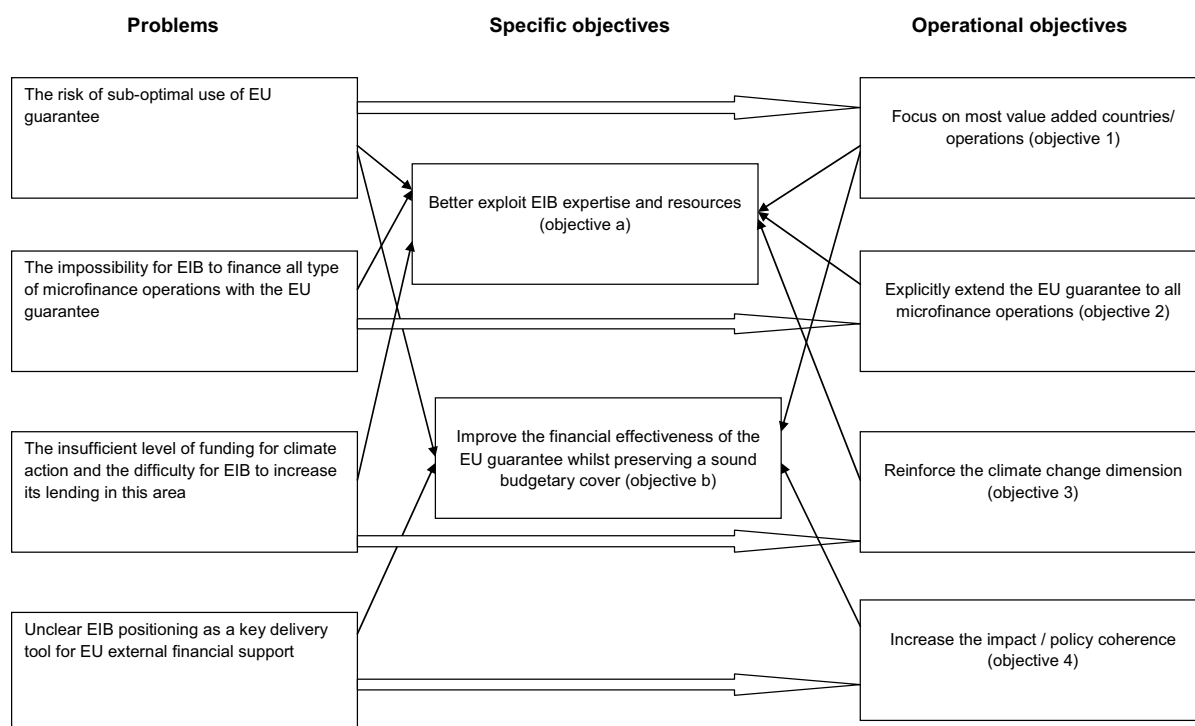 Problems
Specific objectives
Operational objectives
The risk of sub-optimal use of EU
guarantee
Focus on most value added countries/
operations (objective 1)
Better exploit EIB expertise and resources
(objective a)
The impossibility for EIB to finance all type
of microfinance operations with the EU
guarantee
Explicitly extend the EU guarantee to all
microfinance operations (objective 2)
The insufficient level of funding for climate
action and the difficulty for EIB to increase
its lending in this area
Improve the financial effectiveness of the
EU guarantee whilst preserving a sound
budgetary cover (objective b)
Reinforce the climate change dimension
(objective 3)
Unclear EIB positioning as a key delivery
tool for EU external financial support
Increase the impact / policy coherence
(objective 4)